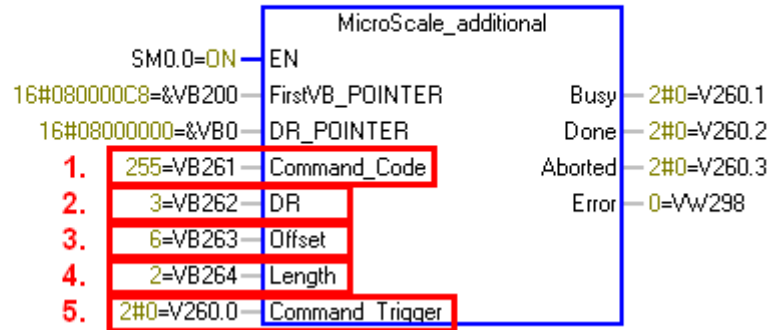 MicroScale_additional
SM0.0=ON EN
16#080000C8=&VB200 FirstVB_POINTER Busy 2#0=V260.1
16#08000000=&VB0 DR_POINTER Done 2#0=V260.2
1. 255=VB261 Command_Code Aborted 2#0=V260.3
2. 3=VB262 DR Error 0=VW298
3. 6=VB263 Offset
4. 2=VB264 Length
5. 2#0=V260.0 Command_Trigger